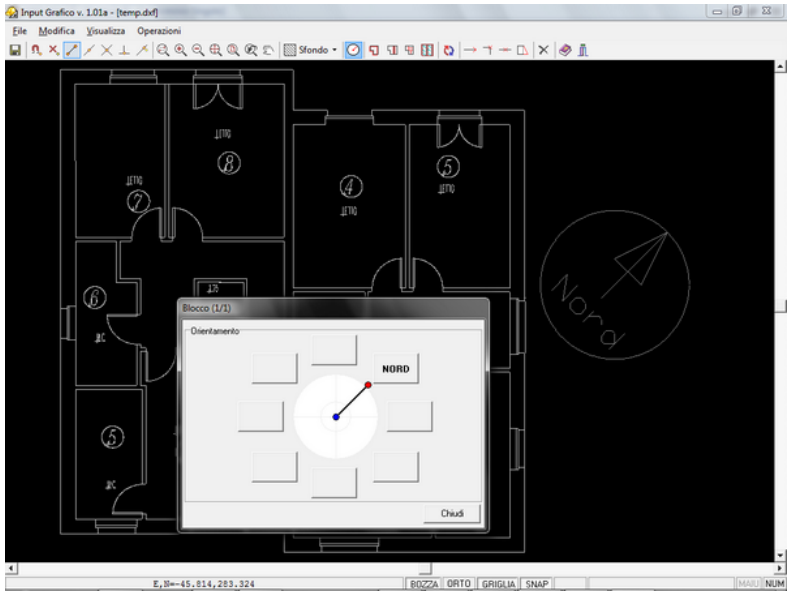 Input Grafico v. 1.01a - [temp.dxf]
File Modifica Visualizza Operazioni
Sfondo
8
7
4
5
LETTO
LETTO
LETTO
LETTO
6
1.75
W.C
Nord
Blocco (1/1)
Orientamento
NORD
5
W.C
Chiudi
E,N=-45.814,283.324
BOZZA ORTO GRIGLIA SNAP MAIU NUM